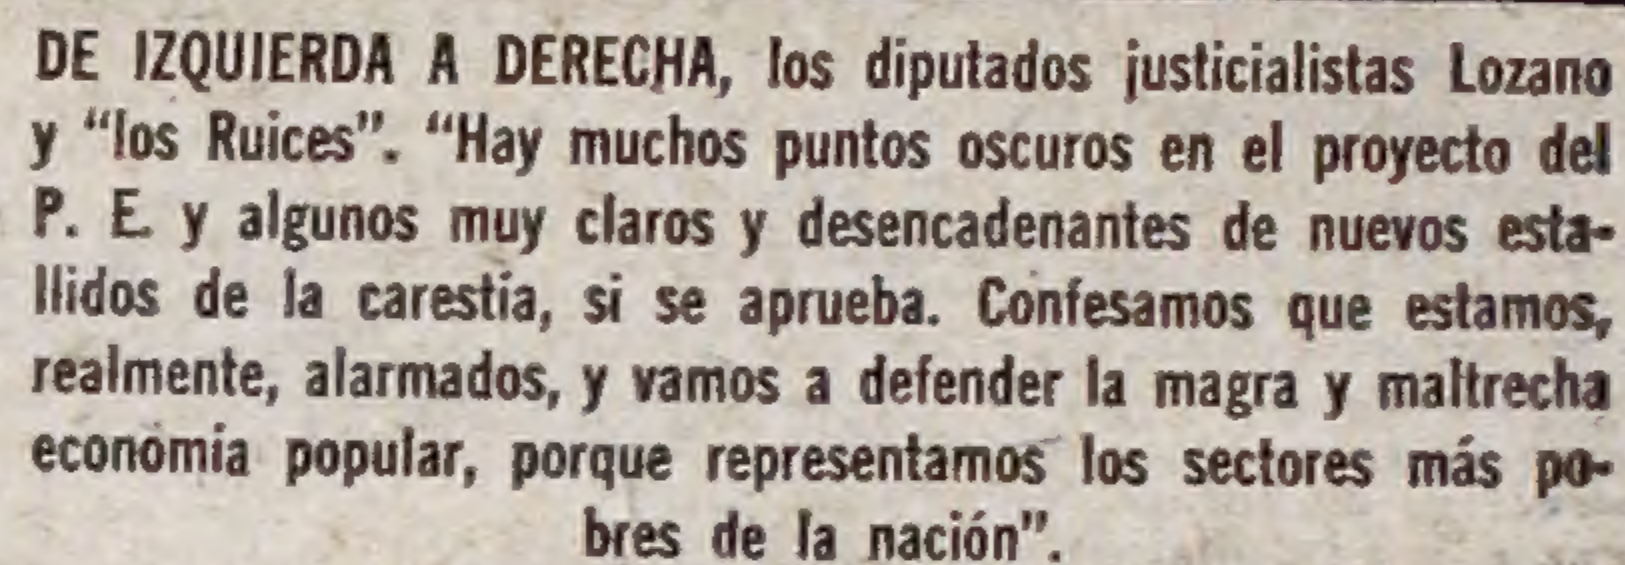 DE IZQUIERDA A DERECHA, los diputados justicialistas Lozano
y "los Ruices". "Hay muchos puntos oscuros en el proyecto del
P. E. y algunos muy claros y desencadenantes de nuevos esta-
llidos de la carestía, si se aprueba. Confesamos que estamos,
realmente, alarmados, y vamos a defender la magra y maltrecha
economía popular, porque representamos los sectores más po-
bres de la nación".